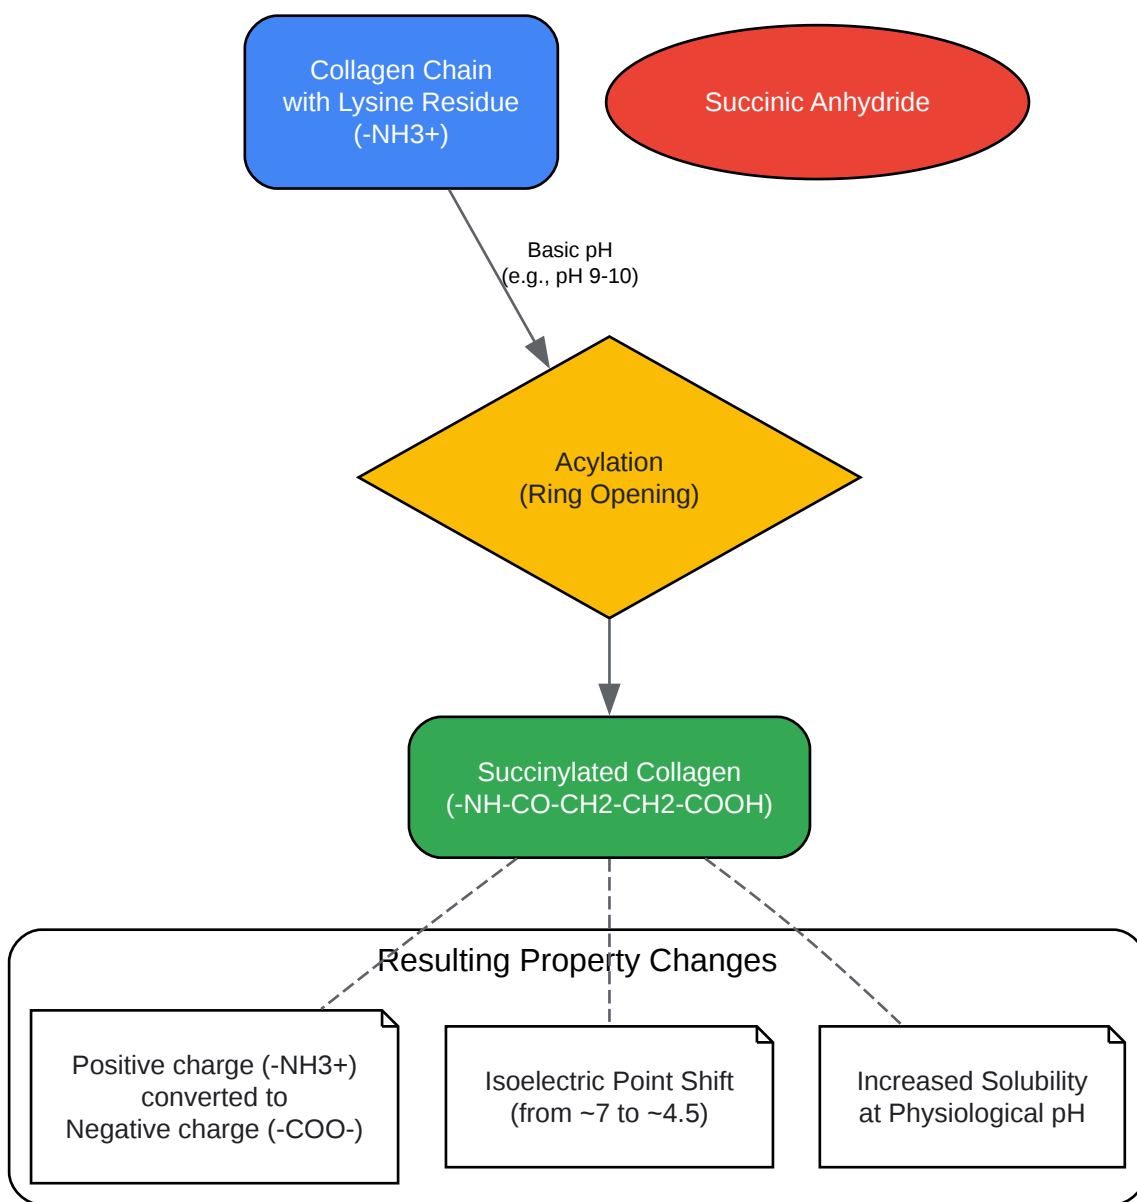 Collagen Chain
with Lysine Residue
(-NH3+)
Succinic Anhydride
Basic pH
(e.g., pH 9-10)
Acylation
(Ring Opening)
Succinylated Collagen
(-NH-CO-CH2-CH2-COOH)
Resulting Property Changes
Positive charge (-NH3+)
converted to
Negative charge (-COO-)
Isoelectric Point Shift
(from ~7 to ~4.5)
Increased Solubility
at Physiological pH